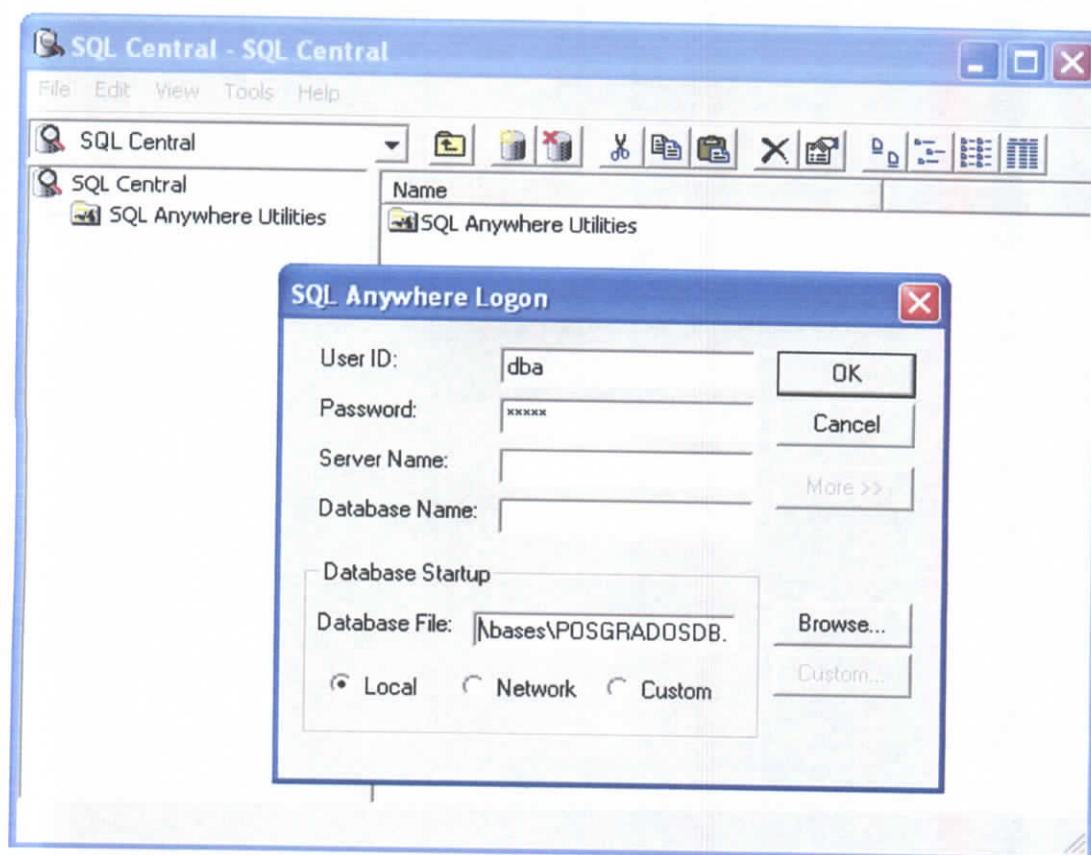 SQL Central - SQL Central
File Edit View Tools Help
SQL Central
SQL Central
SQL Anywhere Utilities
Name
SQL Anywhere Utilities
SQL Anywhere Logon
User ID: dba
OK
Password: xxxxx
Cancel
Server Name:
More >>
Database Name:
Database Startup
Database File: \bases\POSGRADOSDB.
Browse...
Local Network Custom
Custom...